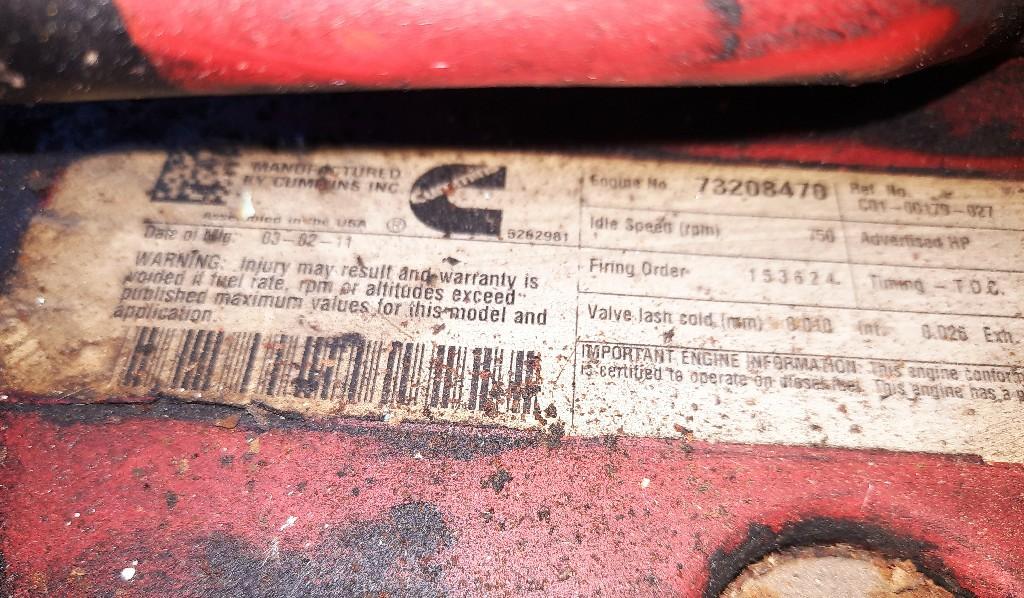 MANUFACTURED
BY CUMMINS INC.
Cummins
Assembled in the USA ®
5262981
Date of Mfg. 03-02-11
WARNING: Injury may result and warranty is
voided if fuel rate, rpm or altitudes exceed
published maximum values for this model and
application.
Engine No. 73208470
Ref. No.
Idle Speed (rpm) 750
Advertised HP
Firing Order 153624
Timing - T.D.C.
Valve lash cold (mm) 0.010 Int. 0.026 Exh.
IMPORTANT ENGINE INFORMATION: This engine conform
is certified to operate on diesel fuel. This engine has a